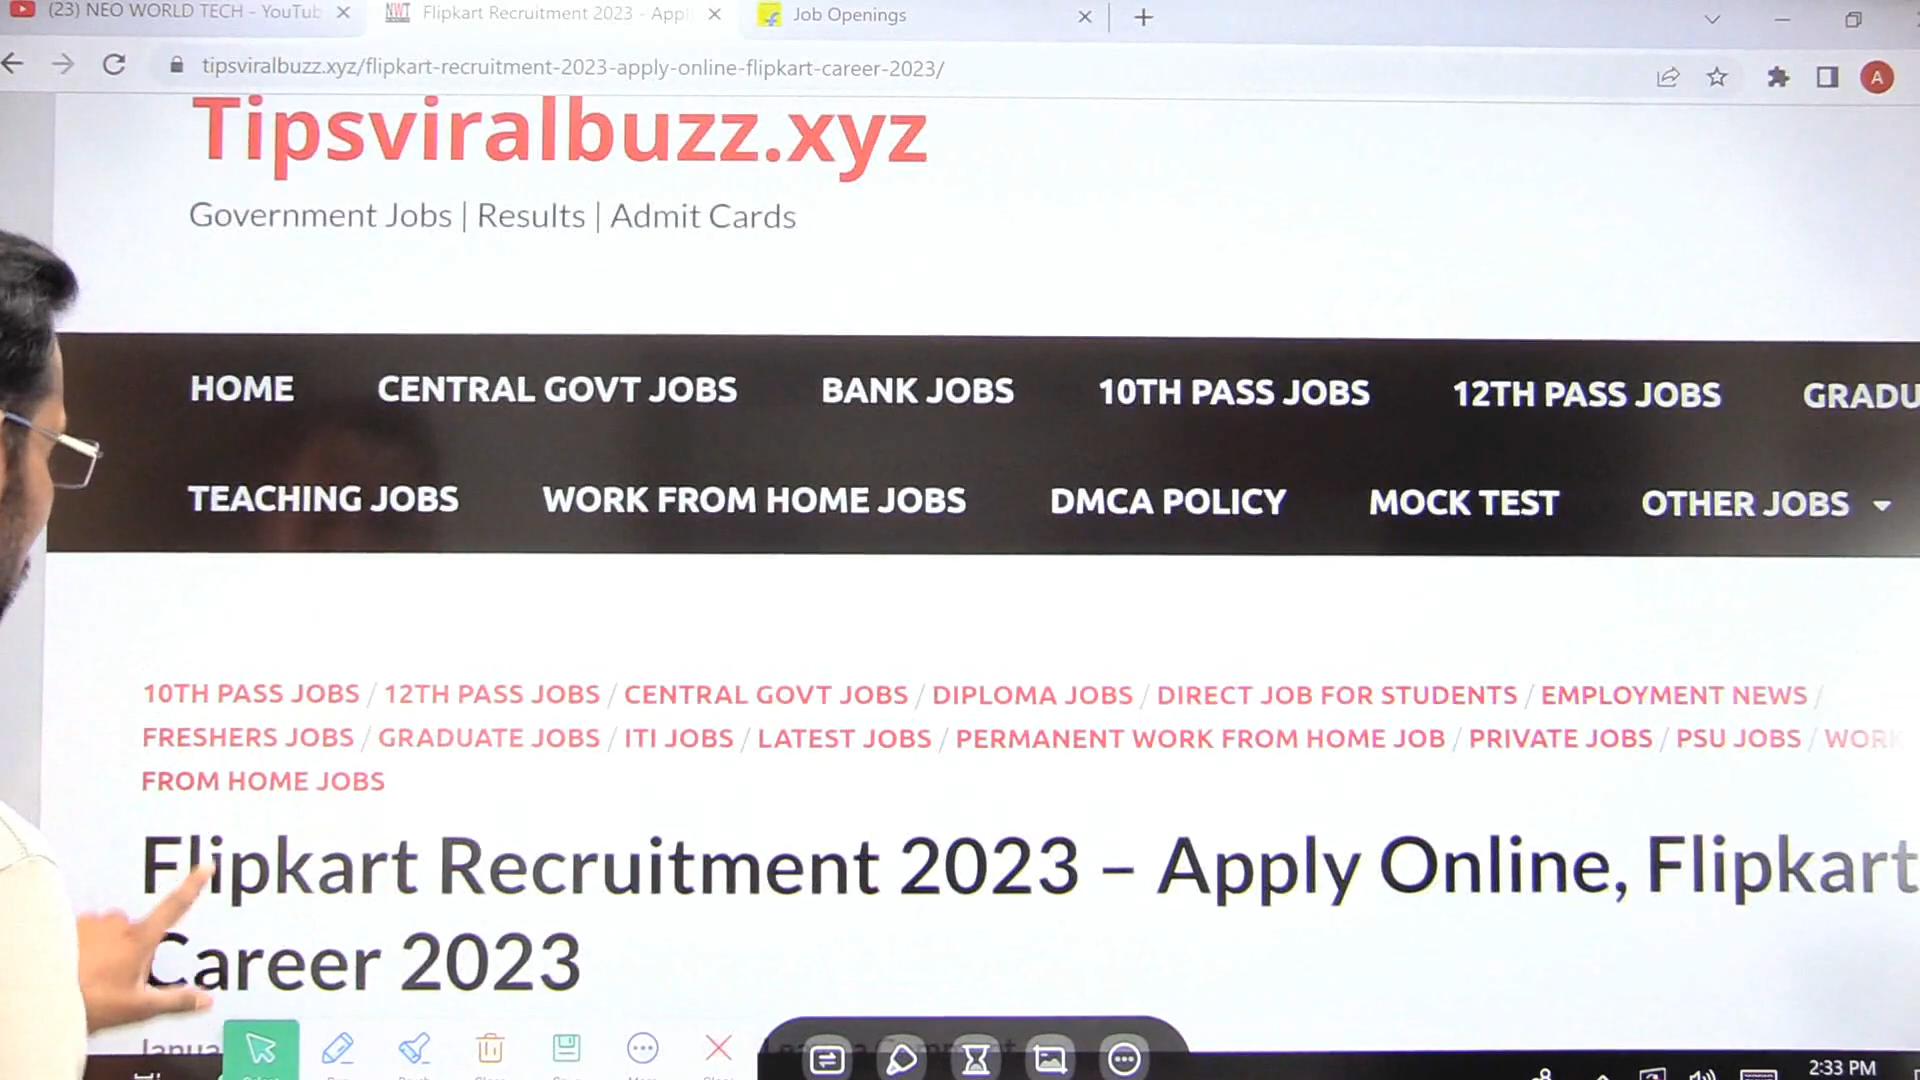 (23) NEO WORLD TECH - YouTub
NWT Flipkart Recruitment 2023 - Appl
Job Openings
tipsviralbuzz.xyz/flipkart-recruitment-2023-apply-online-flipkart-career-2023/
A
Tipsviralbuzz.xyz
Government Jobs | Results | Admit Cards
HOME CENTRAL GOVT JOBS BANK JOBS 10TH PASS JOBS 12TH PASS JOBS GRADU
TEACHING JOBS WORK FROM HOME JOBS DMCA POLICY MOCK TEST OTHER JOBS
10TH PASS JOBS / 12TH PASS JOBS / CENTRAL GOVT JOBS / DIPLOMA JOBS / DIRECT JOB FOR STUDENTS / EMPLOYMENT NEWS /
FRESHERS JOBS / GRADUATE JOBS / ITI JOBS / LATEST JOBS / PERMANENT WORK FROM HOME JOB / PRIVATE JOBS / PSU JOBS / WORK
FROM HOME JOBS
Flipkart Recruitment 2023 – Apply Online, Flipkart
Career 2023
Janua
2:33 PM